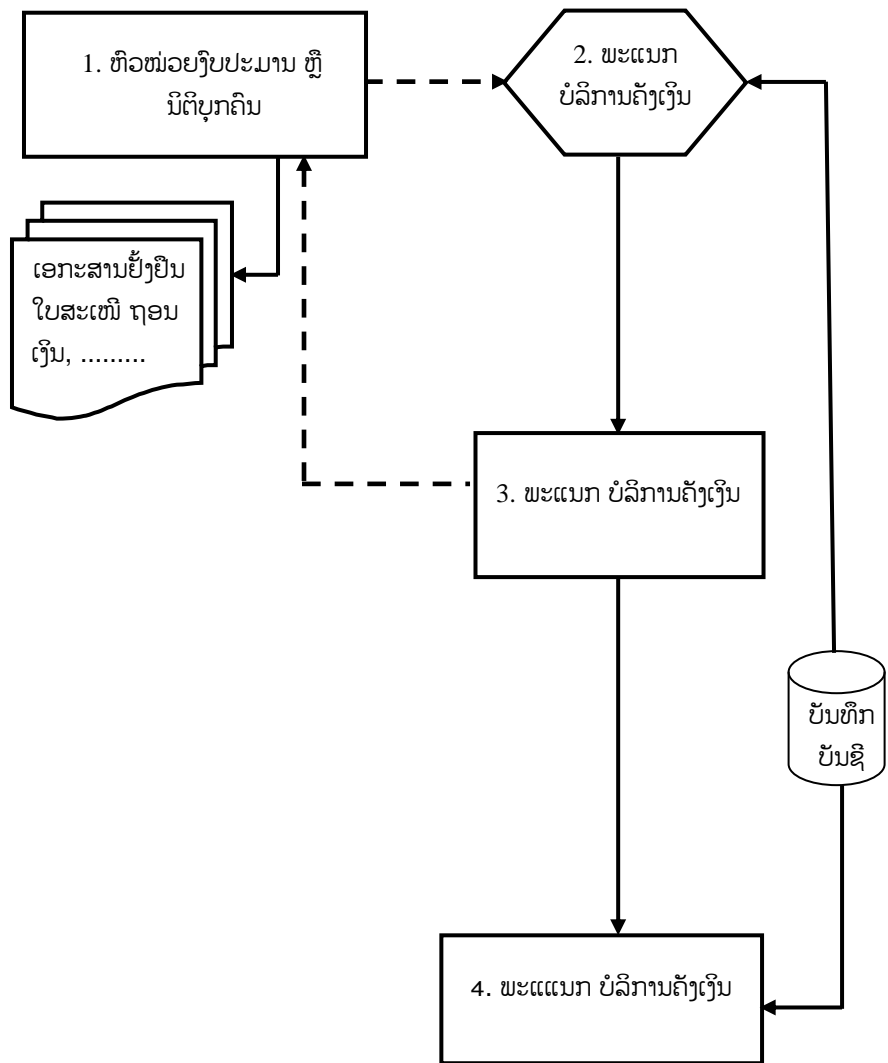 1. ຫົວໜ່ວຍງົບປະມານ ຫຼື
ນິຕິບຸກຄົນ
2. ພະແນກ
ບໍລິການຄັງເງິນ
ເອກະສານຢັ້ງຢືນ
ໃບສະເໜີ ຖອນ
ເງິນ, .........
3. ພະແນກ ບໍລິການຄັງເງິນ
ບັນທຶກ
ບັນຊີ
4. ພະແແນກ ບໍລິການຄັງເງິນ